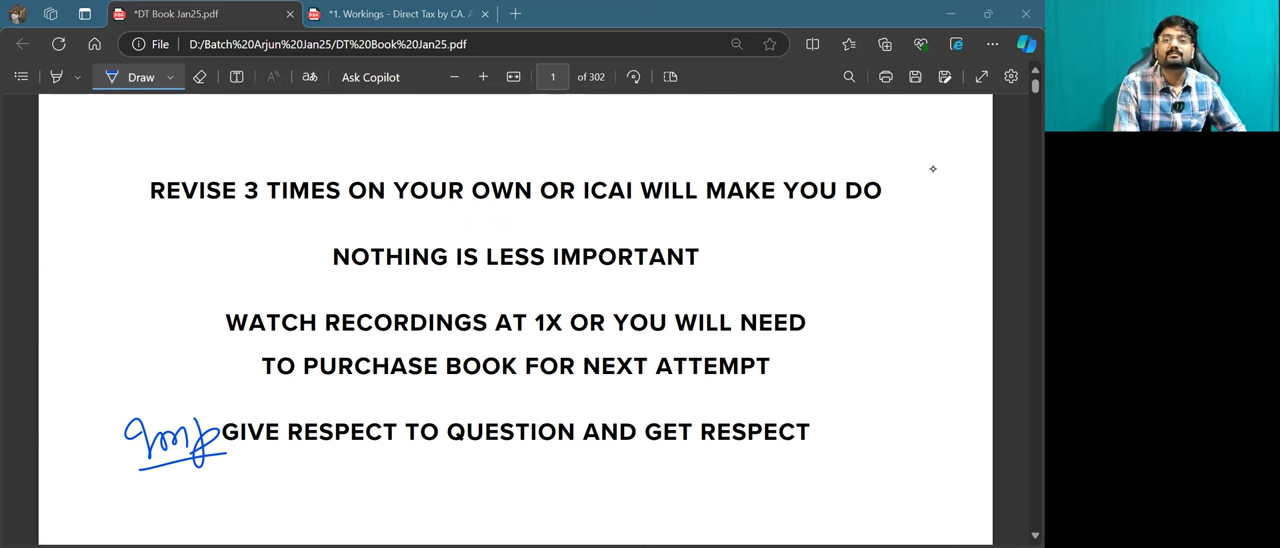 *DT Book Jan25.pdf
*1. Workings - Direct Tax by CA. A
File
D:/Batch%20Arjun%20Jan25/DT%20Book%20Jan25.pdf
Draw
aあ
Ask Copilot
1
of 302
REVISE 3 TIMES ON YOUR OWN OR ICAI WILL MAKE YOU DO
NOTHING IS LESS IMPORTANT
WATCH RECORDINGS AT 1X OR YOU WILL NEED
TO PURCHASE BOOK FOR NEXT ATTEMPT
Imp GIVE RESPECT TO QUESTION AND GET RESPECT